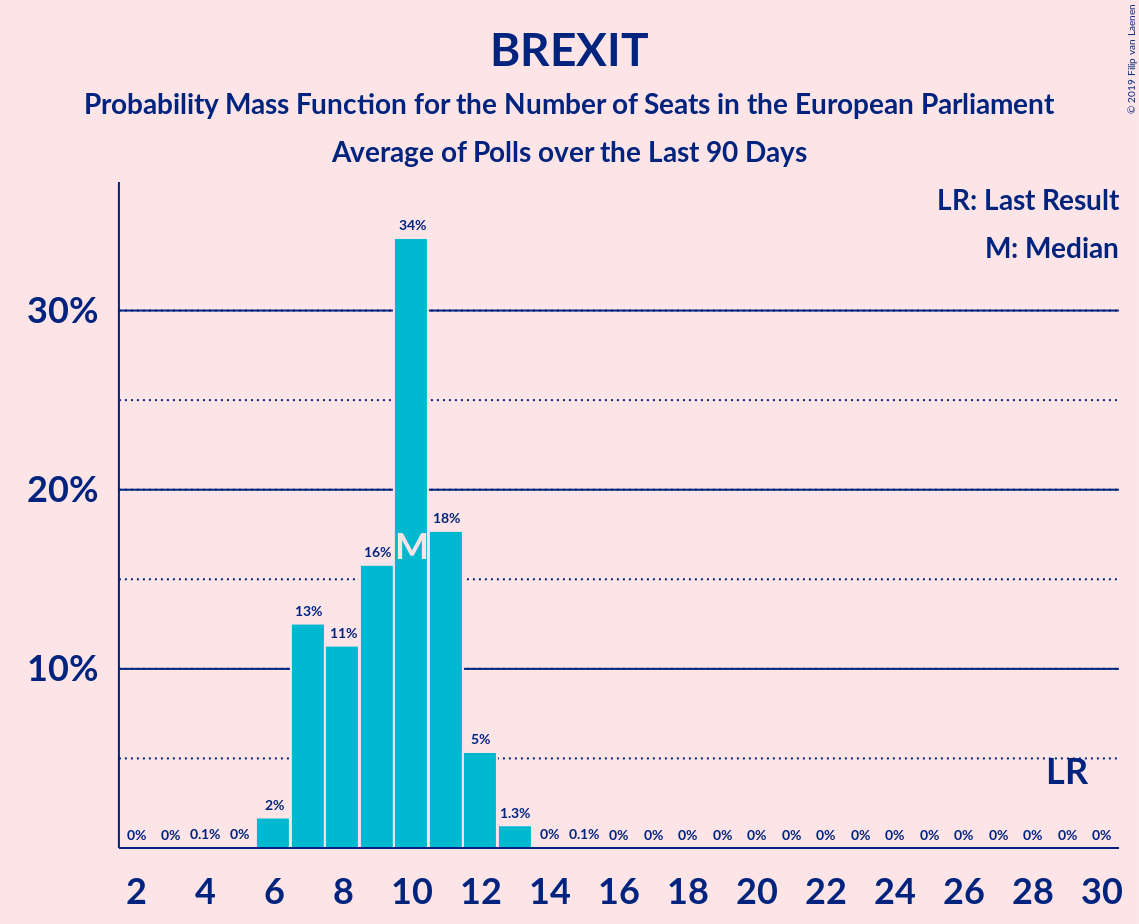 BREXIT
Probability Mass Function for the Number of Seats in the European Parliament
Average of Polls over the Last 90 Days
© 2019 Filip van Laenen
LR: Last Result
M: Median
34%
30%
20%
18%
16%
M
13%
11%
10%
5%
LR
2%
1.3%
0% 0% 0.1% 0% 0% 0.1% 0% 0% 0% 0% 0% 0% 0% 0% 0% 0% 0% 0% 0% 0% 0%
2 4 6 8 10 12 14 16 18 20 22 24 26 28 30